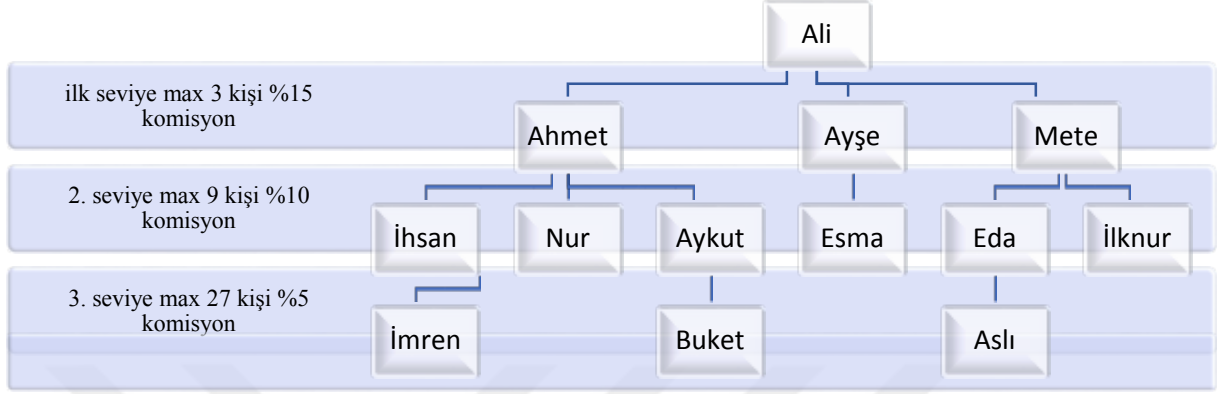 Ali
ilk seviye max 3 kişi %15
komisyon
Ahmet
Ayşe
Mete
2. seviye max 9 kişi %10
komisyon
İhsan
Nur
Aykut
Esma
Eda
İlknur
3. seviye max 27 kişi %5
komisyon
İmren
Buket
Aslı